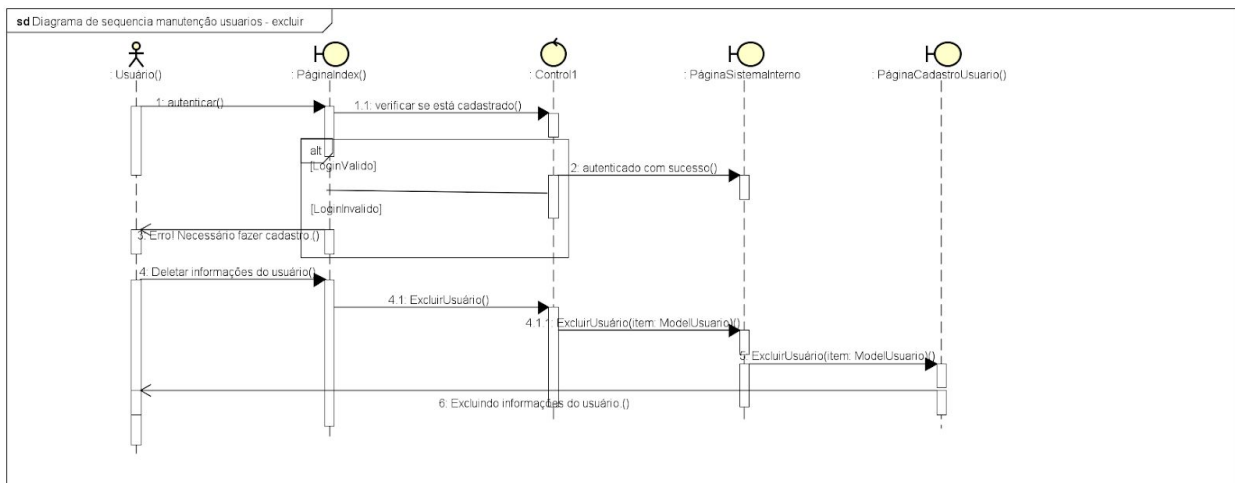 sd Diagrama de sequencia manutenção usuarios - excluir
: Usuário()
: PáginaIndex()
: Control1
: PáginaSistemaInterno
: PáginaCadastroUsuario()
1: autenticar()
1.1: verificar se está cadastrado()
alt
[LoginValido]
2: autenticado com sucesso()
[LoginInvalido]
3: Erro! Necessário fazer cadastro.()
4: Deletar informações do usuário()
4.1: ExcluirUsuário()
4.1.1: ExcluirUsuário(item: ModelUsuario)()
5: ExcluirUsuário(item: ModelUsuario)()
6: Excluindo informações do usuário.()